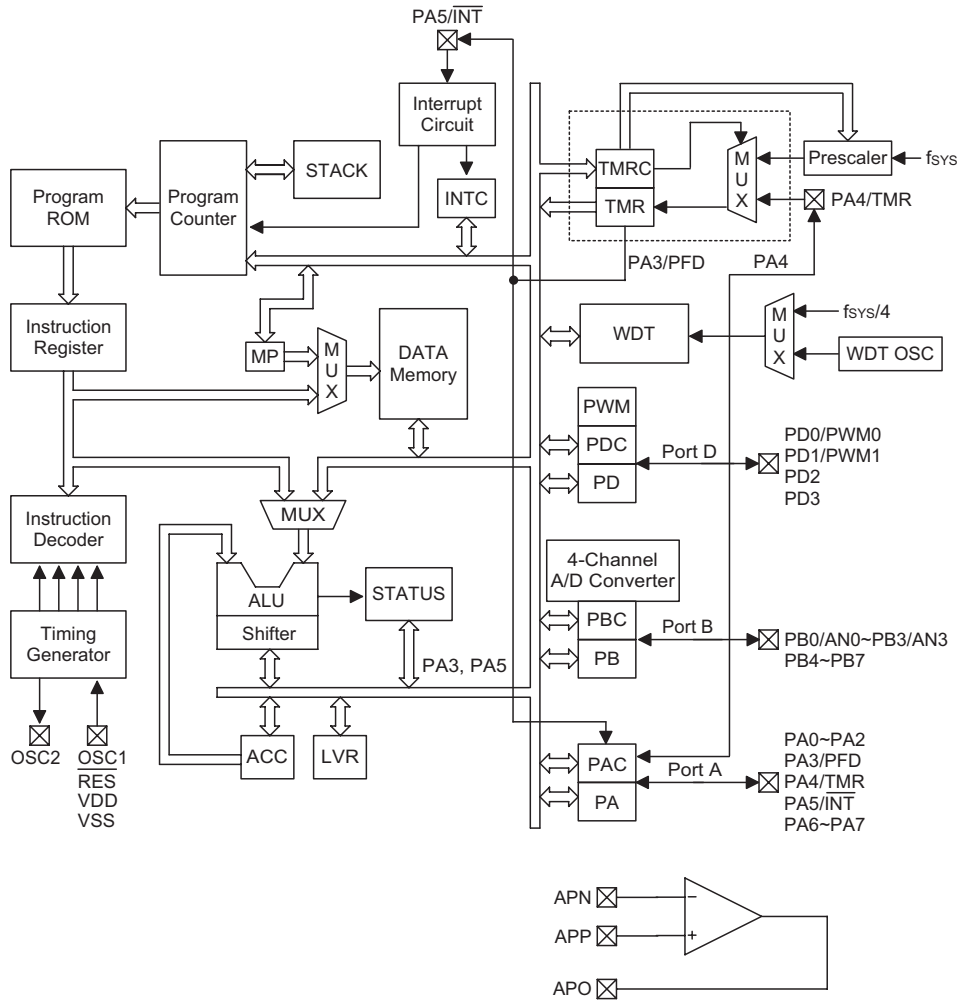 PA5/INT
Interrupt
Circuit
STACK
INTC
Program
ROM
Program
Counter
Instruction
Register
MP
M
U
X
DATA
Memory
Instruction
Decoder
MUX
ALU
Shifter
STATUS
Timing
Generator
PA3, PA5
OSC2
OSC1
RES
VDD
VSS
ACC
LVR
TMRC
TMR
M
U
X
Prescaler
fSYS
PA4/TMR
PA3/PFD
PA4
WDT
M
U
X
fSYS/4
WDT OSC
PWM
PDC
PD
Port D
PD0/PWM0
PD1/PWM1
PD2
PD3
4-Channel
A/D Converter
PBC
PB
Port B
PB0/AN0~PB3/AN3
PB4~PB7
PAC
PA
Port A
PA0~PA2
PA3/PFD
PA4/TMR
PA5/INT
PA6~PA7
APN
−
APP
+
APO